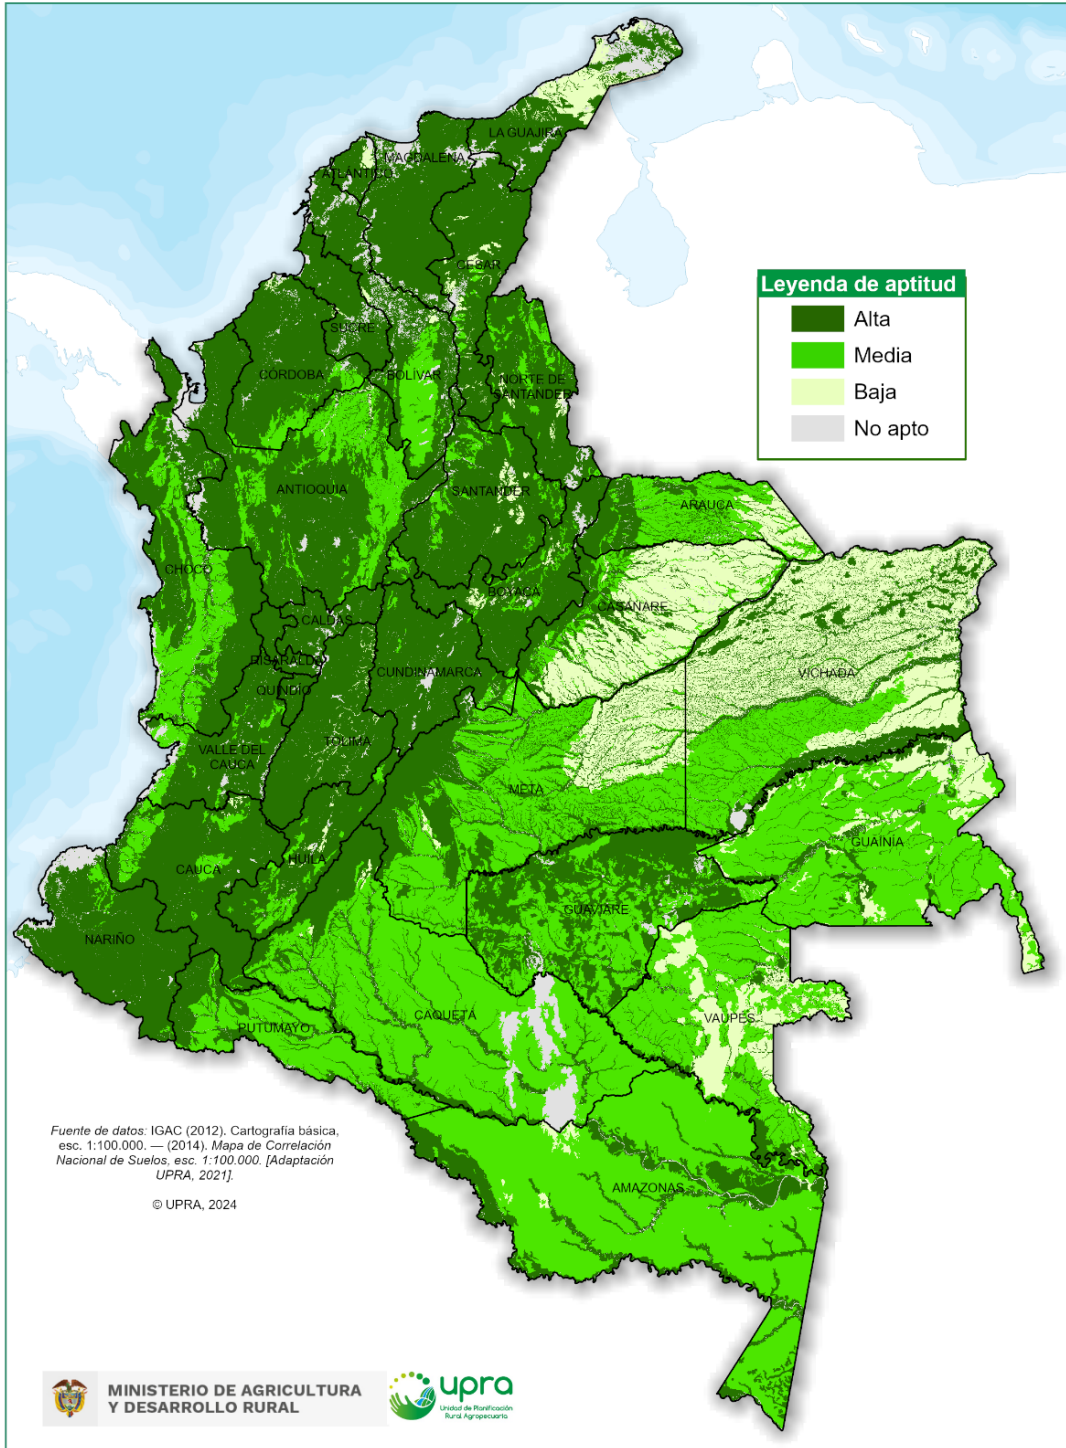 LA GUAJIRA
MAGDALENA
ATLÁNTICO
CESAR
Leyenda de aptitud
Alta
Media
Baja
No apto
SUCRE
CÓRDOBA
BOLÍVAR
NORTE DE
SANTANDER
ANTIOQUIA
SANTANDER
ARAUCA
CHOCÓ
BOYACÁ
CASANARE
CALDAS
RISARALDA
CUNDINAMARCA
VICHADA
QUINDÍO
TOLIMA
VALLE DEL
CAUCA
META
GUAINÍA
HUILA
CAUCA
GUAVIARE
NARIÑO
CAQUETÁ
VAUPÉS
PUTUMAYO
AMAZONAS
Fuente de datos: IGAC (2012). Cartografía básica,
esc. 1:100.000. — (2014). Mapa de Correlación
Nacional de Suelos, esc. 1:100.000. [Adaptación
UPRA, 2021].
© UPRA, 2024
MINISTERIO DE AGRICULTURA
Y DESARROLLO RURAL
upra
Unidad de Planificación
Rural Agropecuaria